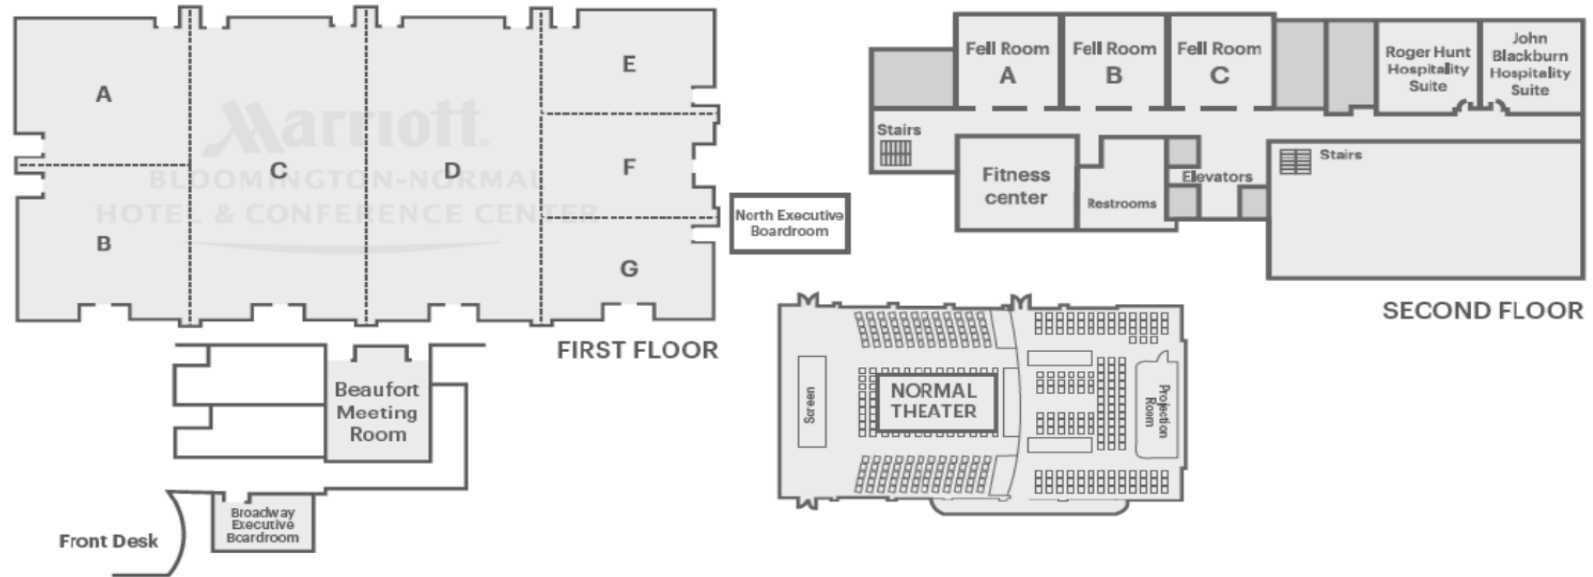 A
B
C
D
E
F
G
Marriott.
BLOOMINGTON-NORMAL
HOTEL & CONFERENCE CENTER
North Executive
Boardroom
FIRST FLOOR
Beaufort
Meeting
Room
Broadway
Executive
Boardroom
Front Desk
Fell Room
A
Fell Room
B
Fell Room
C
Roger Hunt
Hospitality
Suite
John
Blackburn
Hospitality
Suite
Stairs
Fitness
center
Restrooms
Elevators
Stairs
SECOND FLOOR
Screen
NORMAL
THEATER
Projection
Room